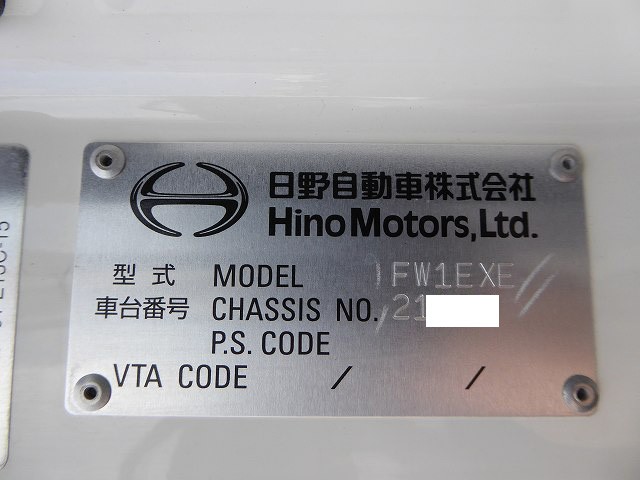 日野自動車株式会社
Hino Motors, Ltd.
型式 MODEL FW1EXE
車台番号 CHASSIS NO. 21
P.S. CODE
VTA CODE / /